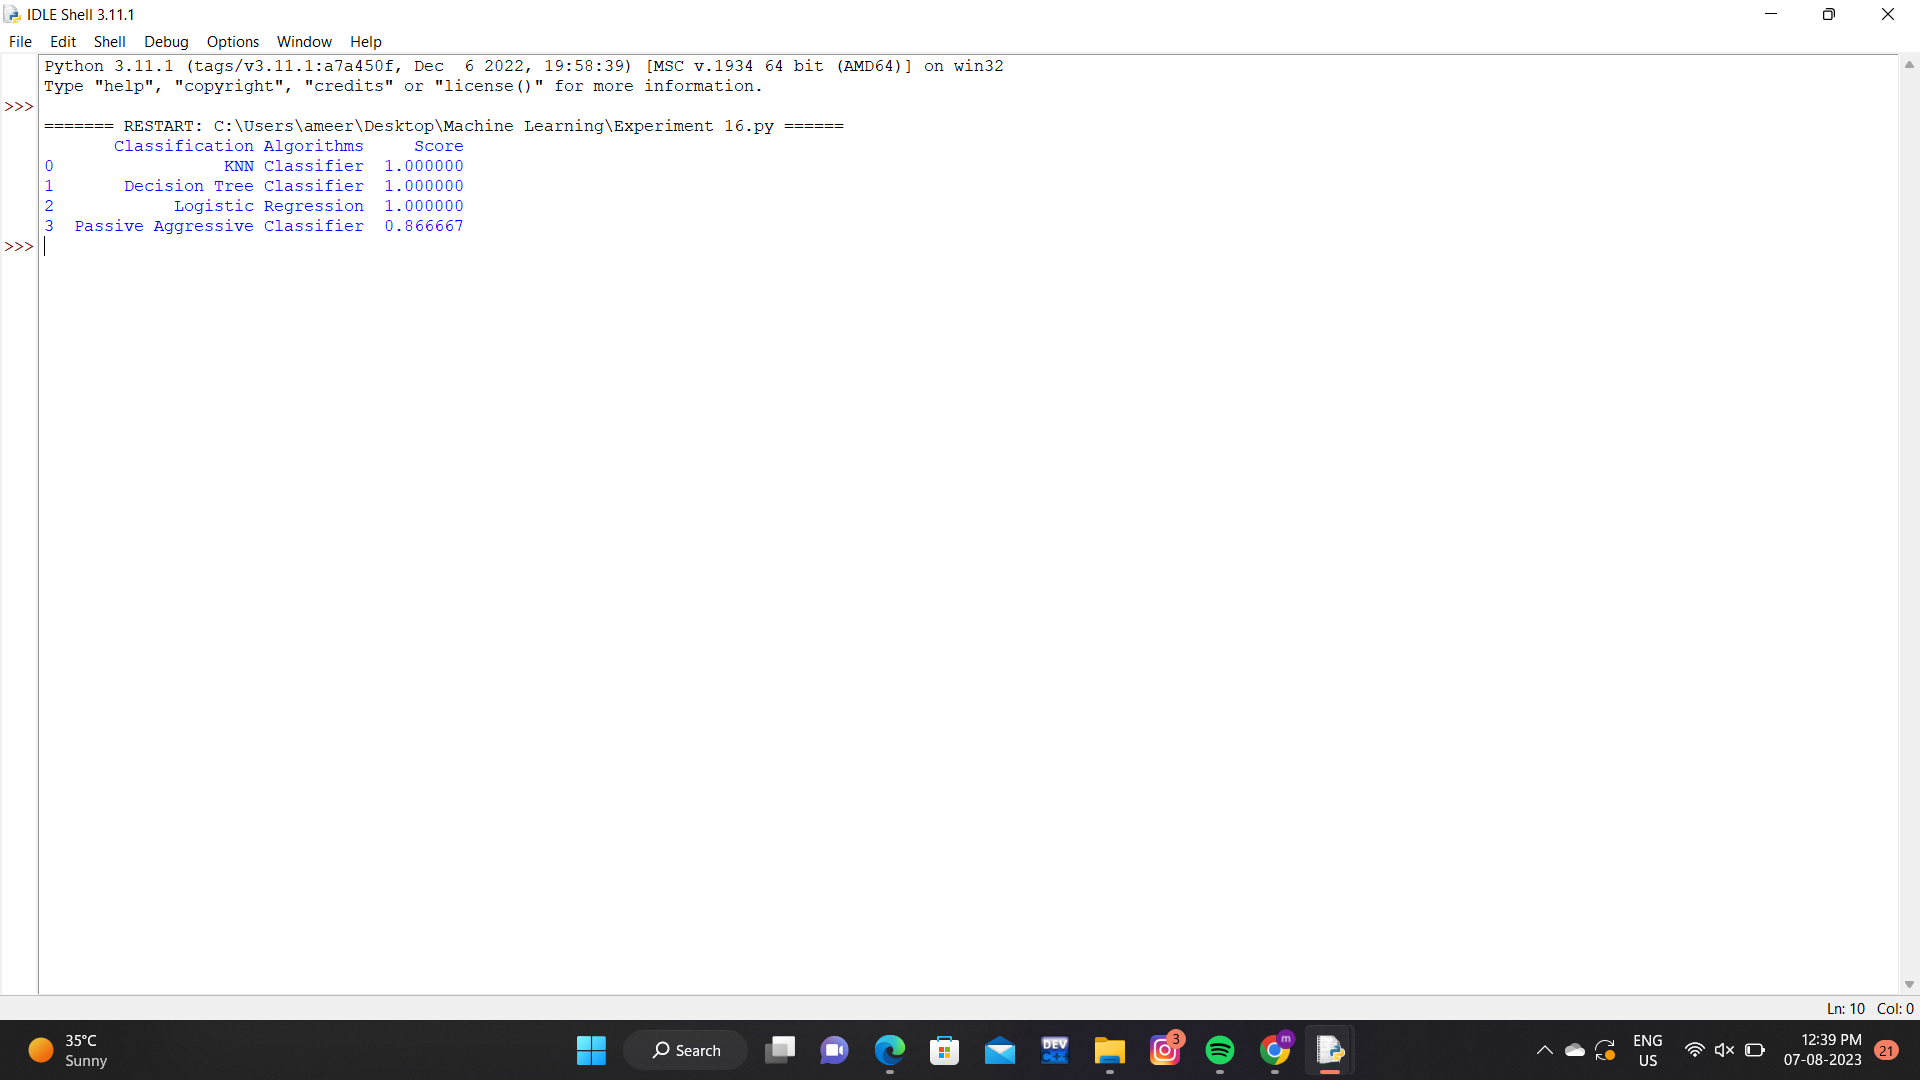 IDLE Shell 3.11.1
File Edit Shell Debug Options Window Help
Python 3.11.1 (tags/v3.11.1:a7a450f, Dec  6 2022, 19:58:39) [MSC v.1934 64 bit (AMD64)] on win32
Type "help", "copyright", "credits" or "license()" for more information.
>>>
======= RESTART: C:\Users\ameer\Desktop\Machine Learning\Experiment 16.py ======
       Classification Algorithms     Score
0                 KNN Classifier  1.000000
1       Decision Tree Classifier  1.000000
2            Logistic Regression  1.000000
3  Passive Aggressive Classifier  0.866667
>>>
Ln: 10 Col: 0
35°C
Sunny
Search
DEV
C++
3
m
ENG
US
12:39 PM
07-08-2023
21